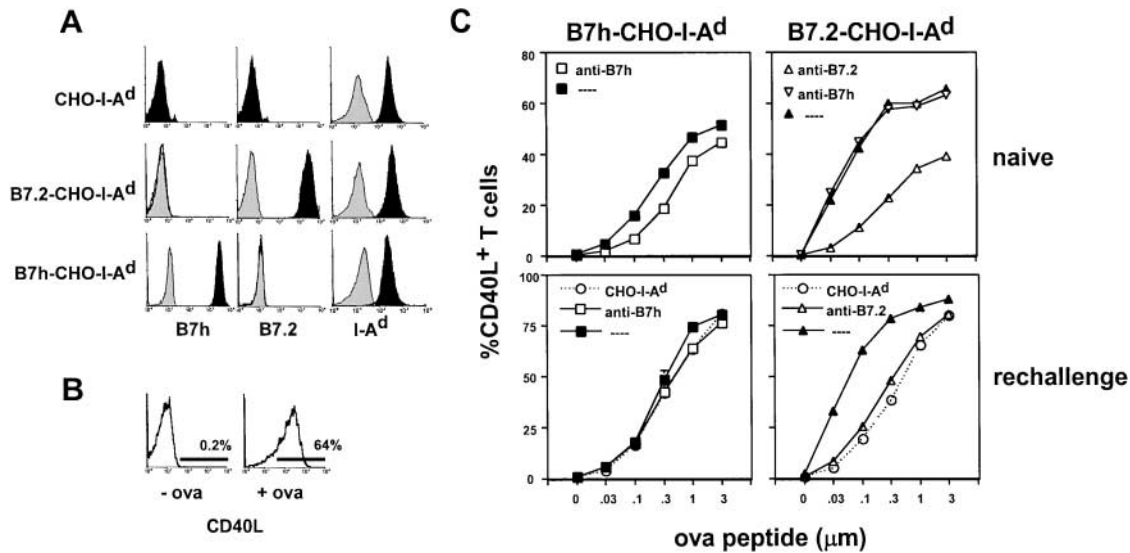 A
CHO-I-Ad
B7.2-CHO-I-Ad
B7h-CHO-I-Ad
B7h B7.2 I-Ad
B
0.2% 64%
- ova + ova
CD40L
C
B7h-CHO-I-Ad B7.2-CHO-I-Ad
%CD40L+ T cells
80
60
40
20
0
anti-B7h
----
anti-B7.2
anti-B7h
----
naive
100
75
50
25
0
CHO-I-Ad
anti-B7h
----
CHO-I-Ad
anti-B7.2
----
rechallenge
0 .03 .1 .3 1 3 0 .03 .1 .3 1 3
ova peptide (μm)